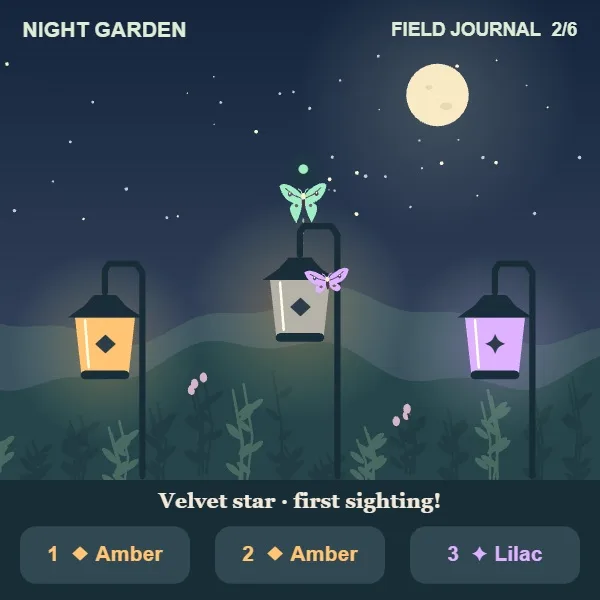 NIGHT GARDEN
FIELD JOURNAL 2/6
Velvet star · first sighting!
1 ◆ Amber
2 ◆ Amber
3 ✦ Lilac